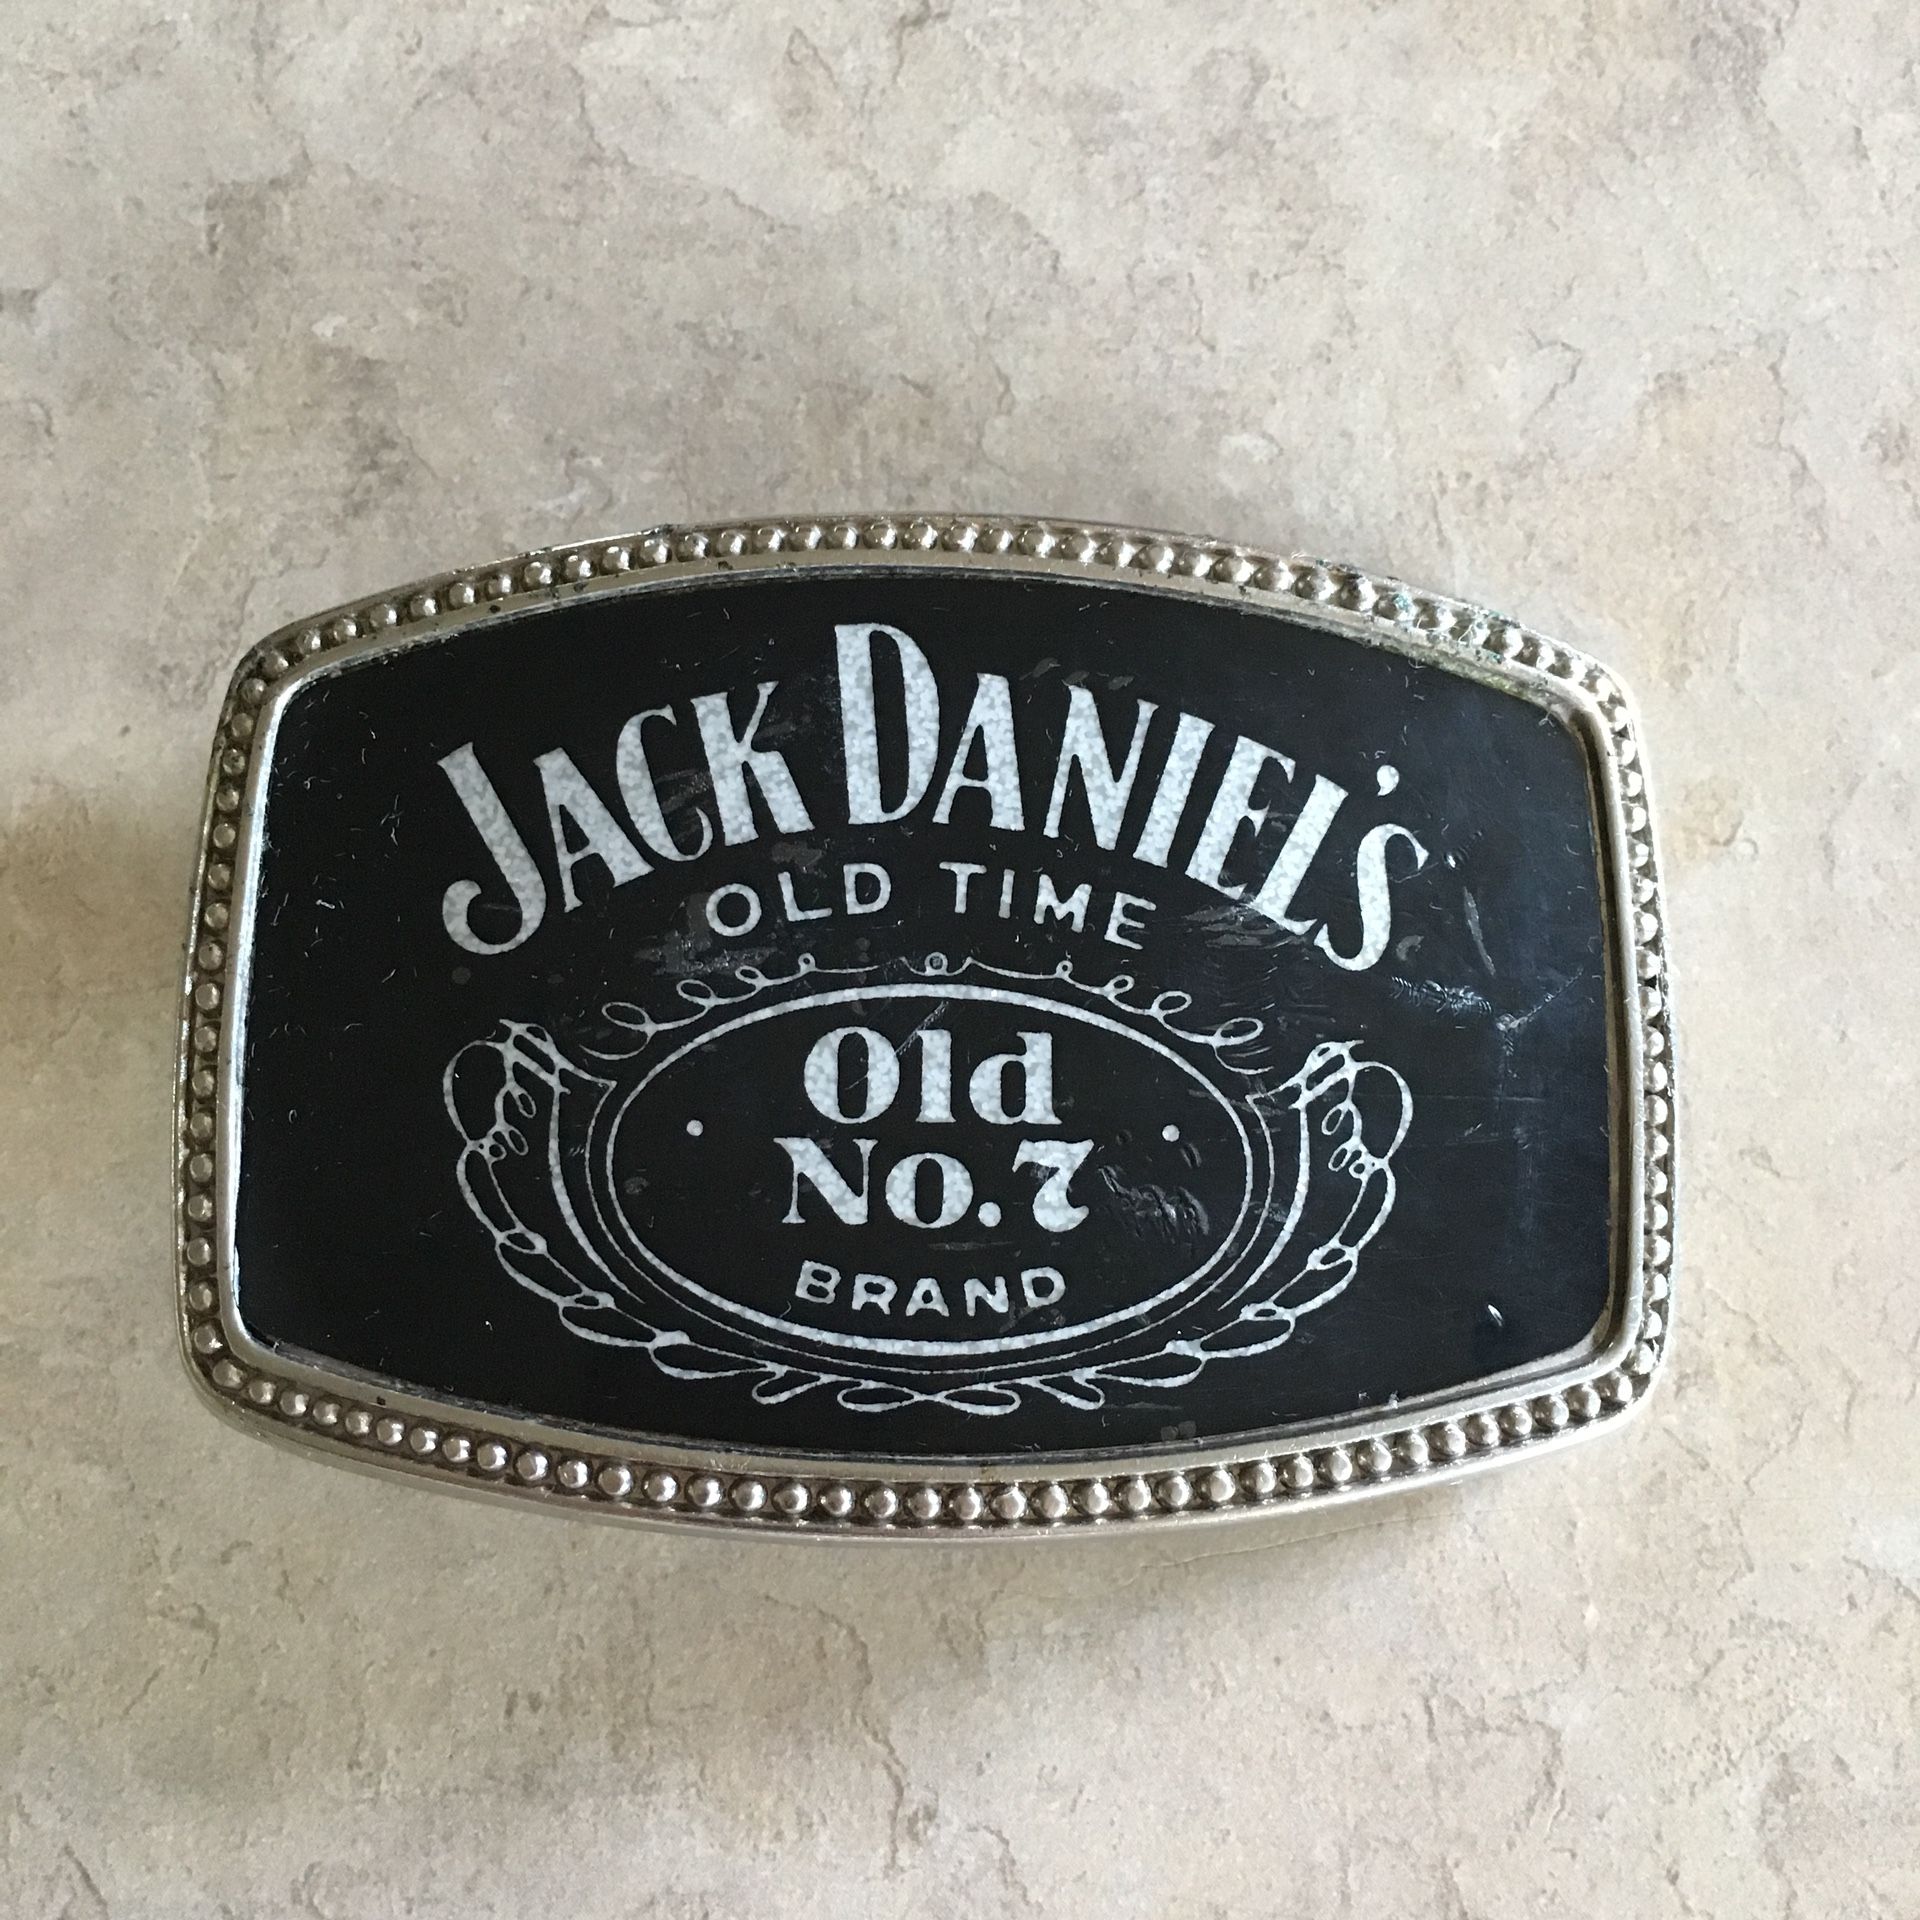 JACK DANIEL'S
OLD TIME
Old
No.7
BRAND